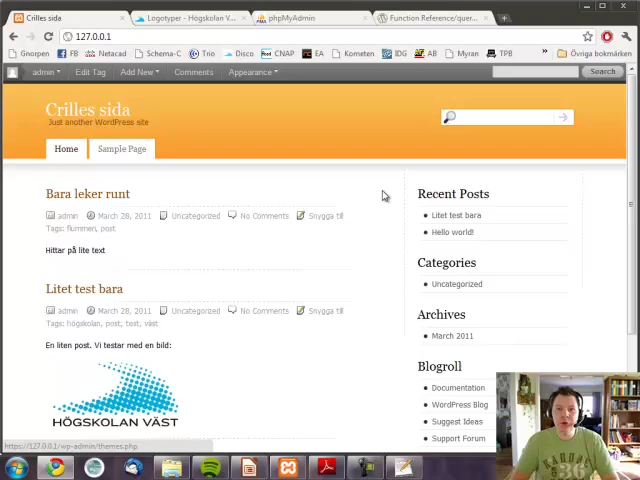 Crilles sida
Logotyper - Högskolan V...
phpMyAdmin
Function Reference/quer...
127.0.0.1
Gnorpen
FB
Netacad
Schema-C
Trio
Disco
CNAP
EA
Kometen
IDG
AB
Myran
TPB
Övriga bokmärken
admin
Edit Tag
Add New
Comments
Appearance
Search
Crilles sida
Just another WordPress site
Home
Sample Page
Bara leker runt
admin March 28, 2011 Uncategorized No Comments Snygga till
Tags: flummeri, post
Hittar på lite text
Litet test bara
admin March 28, 2011 Uncategorized No Comments Snygga till
Tags: högskolan, post, test, väst
En liten post. Vi testar med en bild:
HÖGSKOLAN VÄST
Recent Posts
Litet test bara
Hello world!
Categories
Uncategorized
Archives
March 2011
Blogroll
Documentation
WordPress Blog
Suggest Ideas
Support Forum
https://127.0.0.1/wp-admin/themes.php